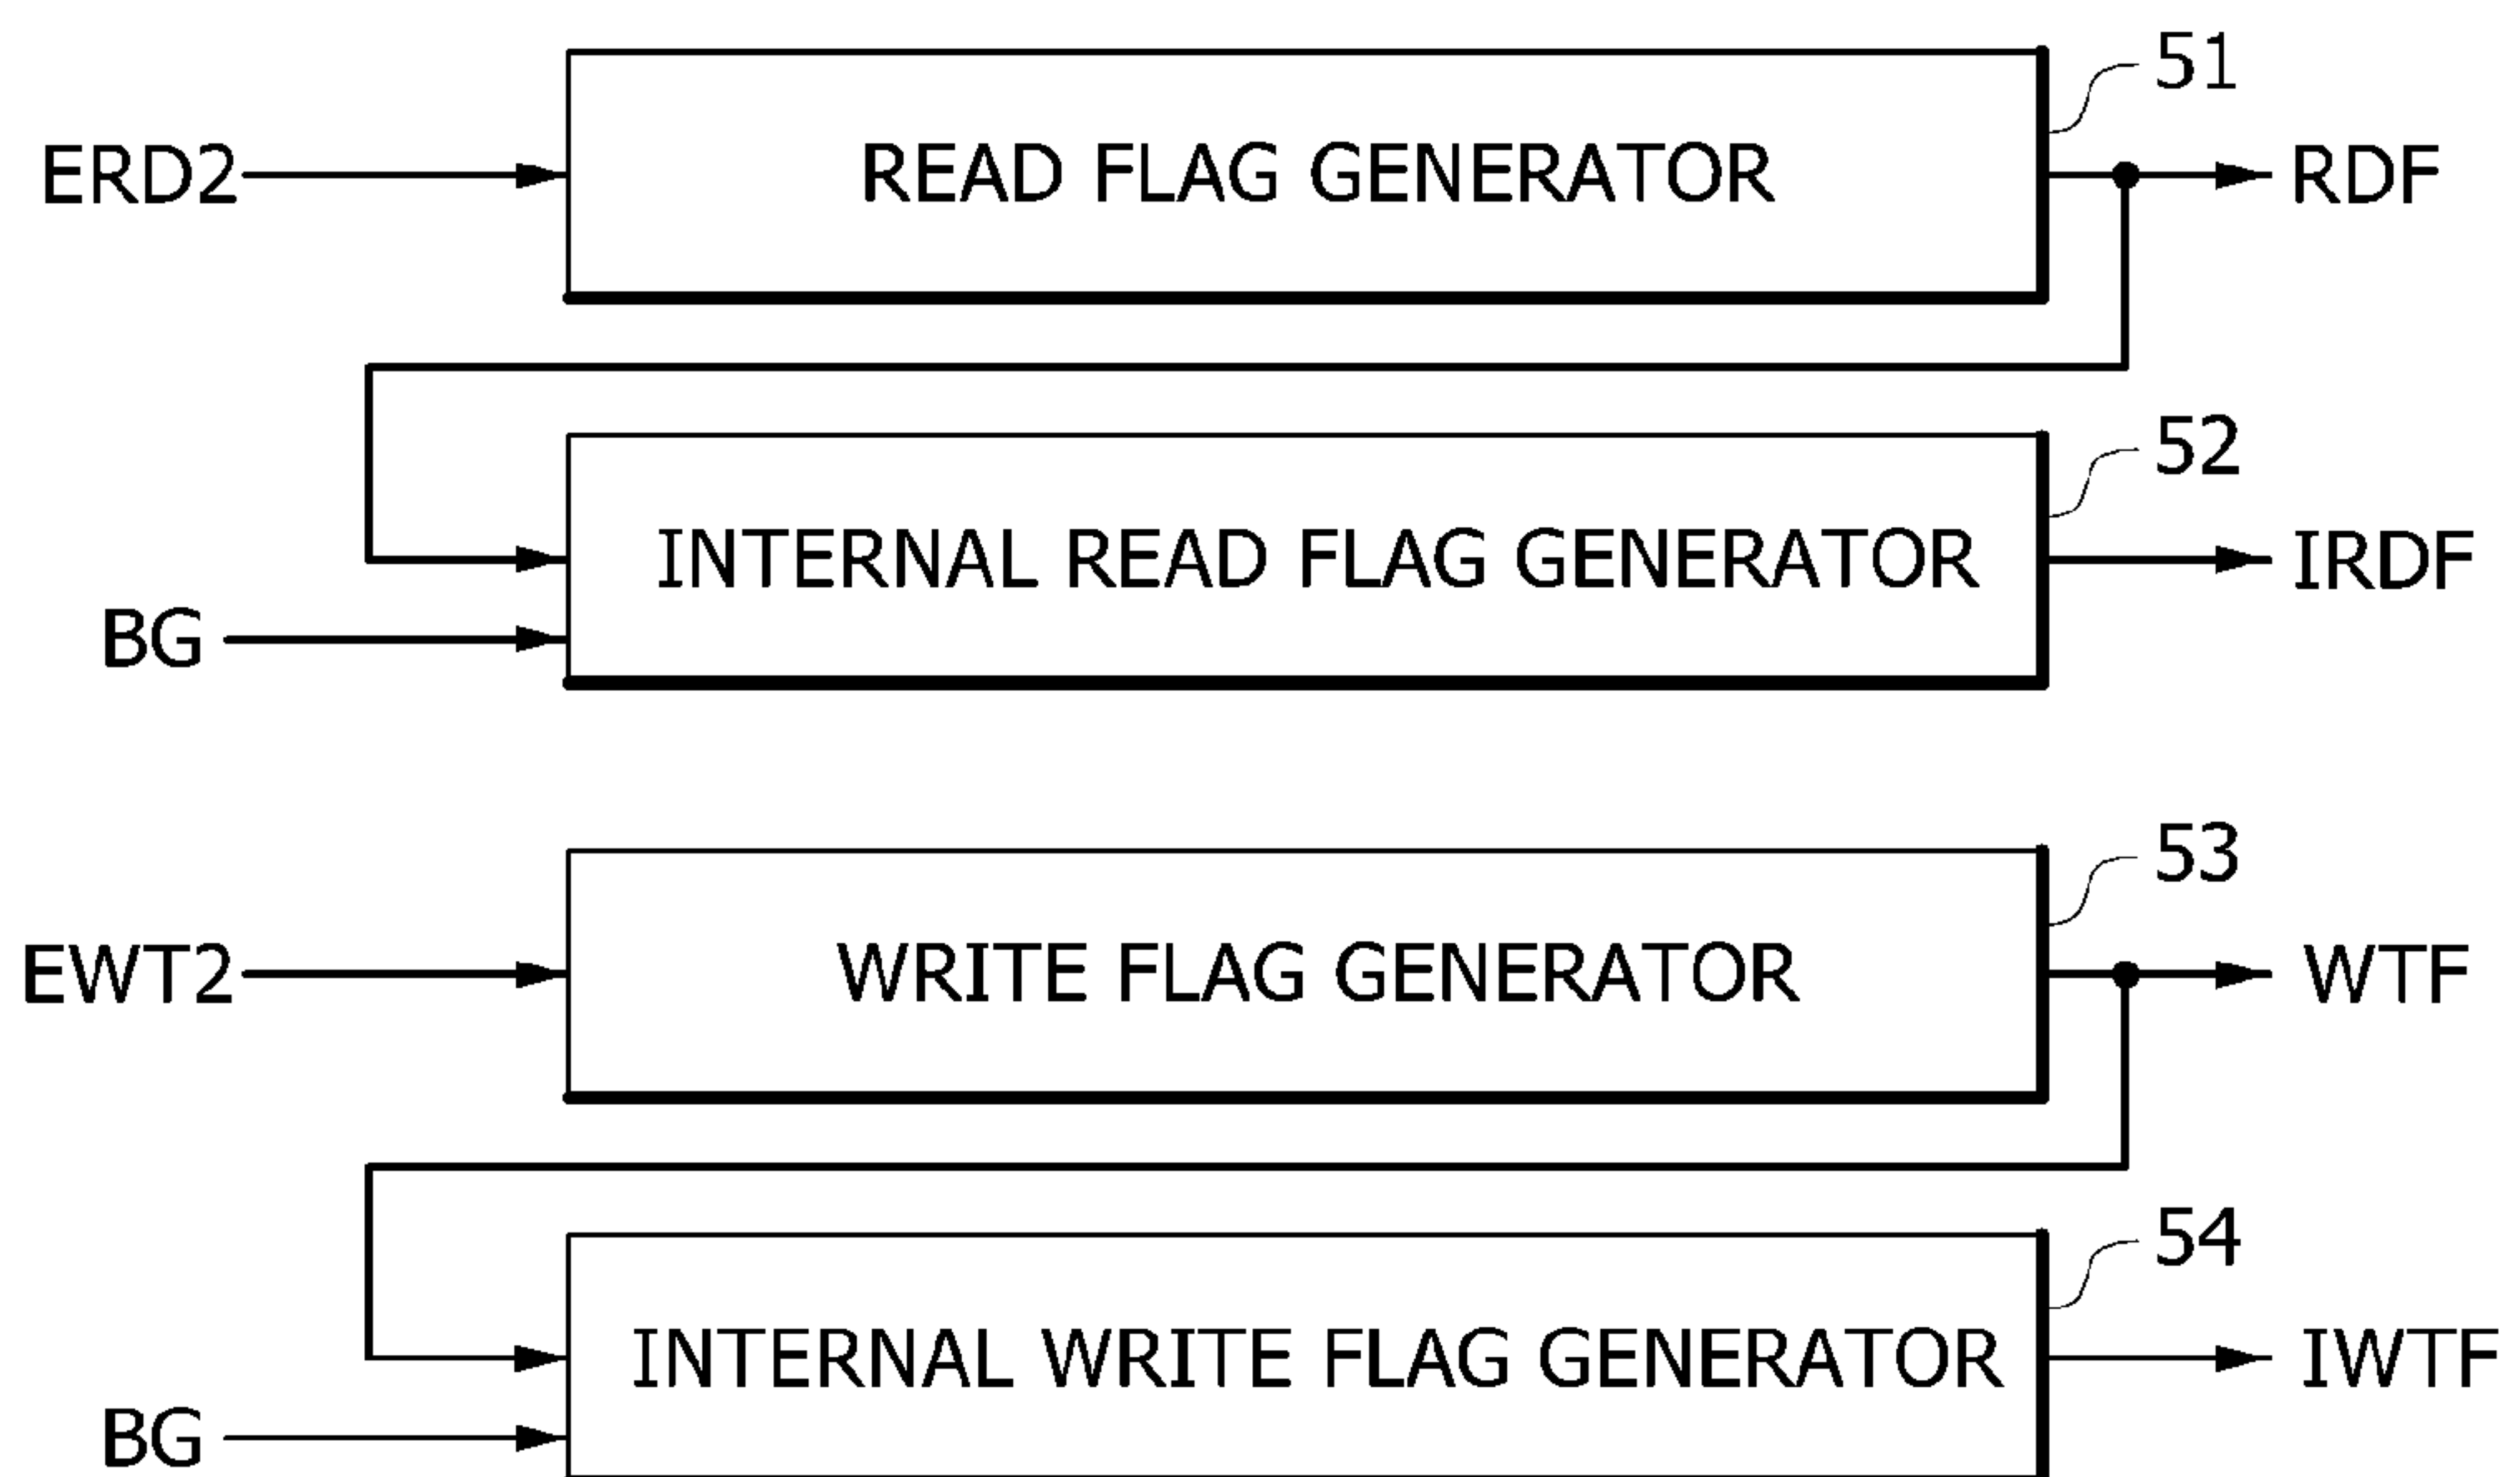 51
ERD2 READ FLAG GENERATOR RDF
52
INTERNAL READ FLAG GENERATOR IRDF
BG
53
EWT2 WRITE FLAG GENERATOR WTF
54
INTERNAL WRITE FLAG GENERATOR IWTF
BG